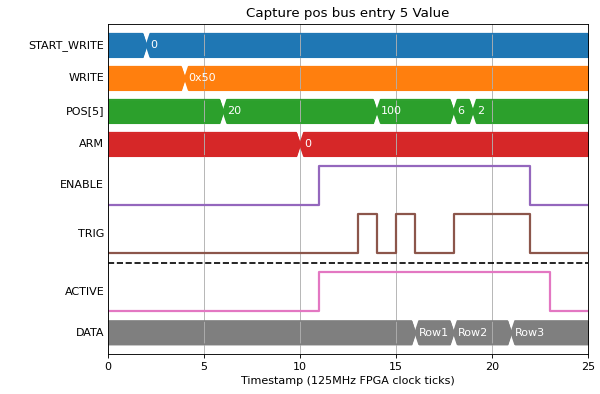 Capture pos bus entry 5 Value
START_WRITE 0
WRITE 0x50
POS[5] 20 100 6 2
ARM 0
ENABLE
TRIG
ACTIVE
DATA Row1 Row2 Row3
0 5 10 15 20 25
Timestamp (125MHz FPGA clock ticks)